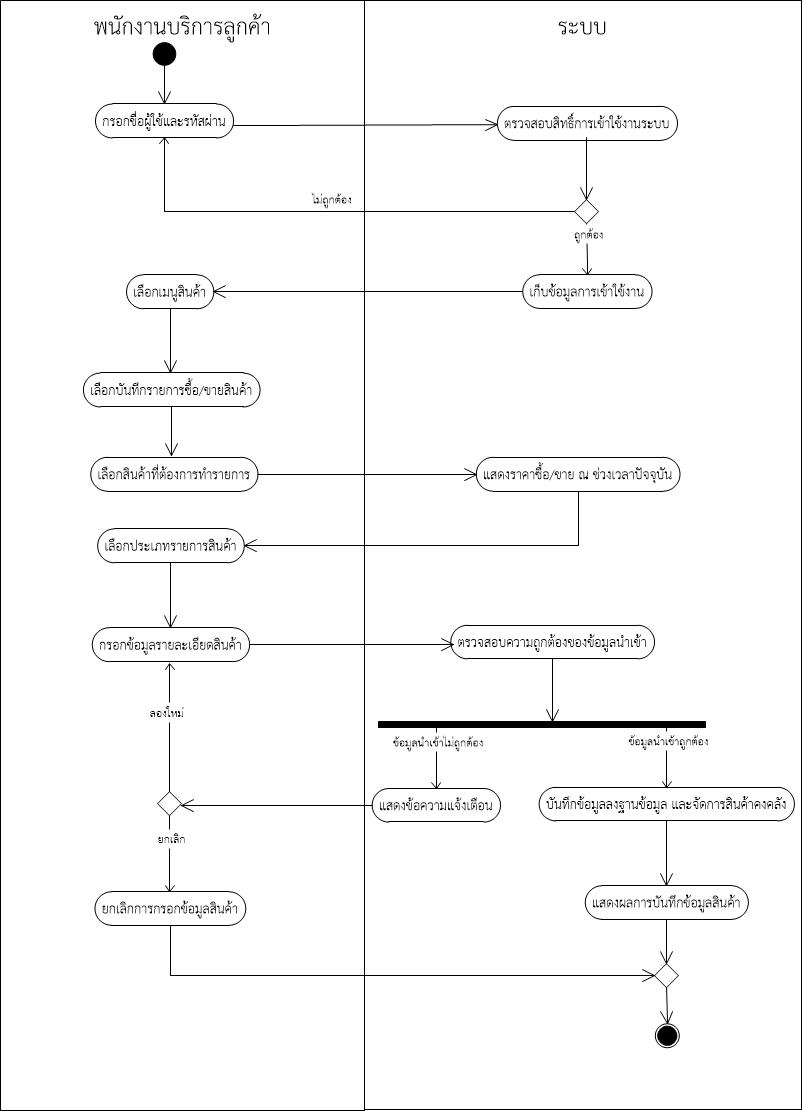 พนักงานบริการลูกค้า
ระบบ
กรอกชื่อผู้ใช้และรหัสผ่าน
ตรวจสอบสิทธิ์การเข้าใช้งานระบบ
ไม่ถูกต้อง
ถูกต้อง
เลือกเมนูสินค้า
เก็บข้อมูลการเข้าใช้งาน
เลือกบันทึกรายการซื้อ/ขายสินค้า
เลือกสินค้าที่ต้องการทำรายการ
แสดงราคาซื้อ/ขาย ณ ช่วงเวลาปัจจุบัน
เลือกประเภทรายการสินค้า
กรอกข้อมูลรายละเอียดสินค้า
ตรวจสอบความถูกต้องของข้อมูลนำเข้า
ลองใหม่
ข้อมูลนำเข้าไม่ถูกต้อง
ข้อมูลนำเข้าถูกต้อง
แสดงข้อความแจ้งเตือน
บันทึกข้อมูลลงฐานข้อมูล และจัดการสินค้าคงคลัง
ยกเลิก
ยกเลิกการกรอกข้อมูลสินค้า
แสดงผลการบันทึกข้อมูลสินค้า